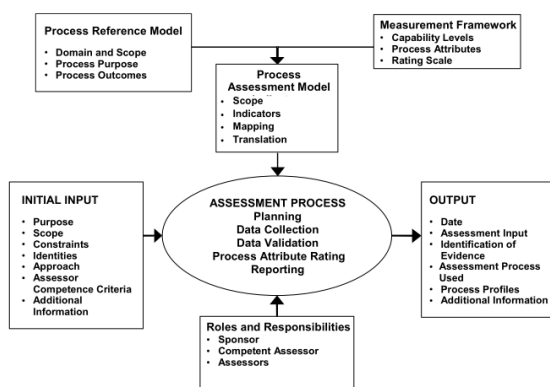 Process Reference Model
• Domain and Scope
• Process Purpose
• Process Outcomes
Measurement Framework
• Capability Levels
• Process Attributes
• Rating Scale
Process
Assessment Model
• Scope
• Indicators
• Mapping
• Translation
INITIAL INPUT
• Purpose
• Scope
• Constraints
• Identities
• Approach
• Assessor
Competence Criteria
• Additional
Information
ASSESSMENT PROCESS
Planning
Data Collection
Data Validation
Process Attribute Rating
Reporting
OUTPUT
• Date
• Assessment Input
• Identification of
Evidence
• Assessment Process
Used
• Process Profiles
• Additional Information
Roles and Responsibilities
• Sponsor
• Competent Assessor
• Assessors